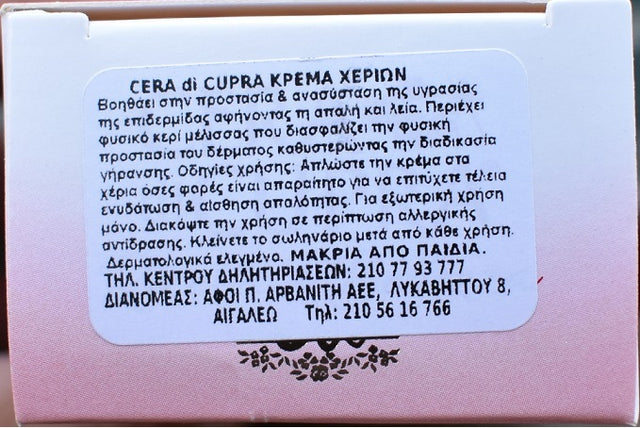 CERA di CUPRA ΚΡΕΜΑ ΧΕΡΙΩΝ
Βοηθάει στην προστασία & ανασύσταση της υγρασίας
της επιδερμίδας αφήνοντας τη απαλή και λεία. Περιέχει
φυσικό κερί μέλισσας που διασφαλίζει την φυσική
προστασία του δέρματος καθυστερώντας την διαδικασία
γήρανσης. Οδηγίες χρήσης: Απλώστε την κρέμα στα
χέρια όσες φορές είναι απαραίτητο για να επιτύχετε τέλεια
ενυδάτωση & αίσθηση απαλότητας. Για εξωτερική χρήση
μόνο. Διακόψτε την χρήση σε περίπτωση αλλεργικής
αντίδρασης. Κλείνετε το σωληνάριο μετά από κάθε χρήση.
Δερματολογικά ελεγμένο. ΜΑΚΡΙΑ ΑΠΟ ΠΑΙΔΙΑ.
ΤΗΛ. ΚΕΝΤΡΟΥ ΔΗΛΗΤΗΡΙΑΣΕΩΝ: 210 77 93 777
ΔΙΑΝΟΜΕΑΣ: ΑΦΟΙ Π. ΑΡΒΑΝΙΤΗ ΑΕΕ, ΛΥΚΑΒΗΤΤΟΥ 8,
ΑΙΓΑΛΕΩ Τηλ: 210 56 16 766